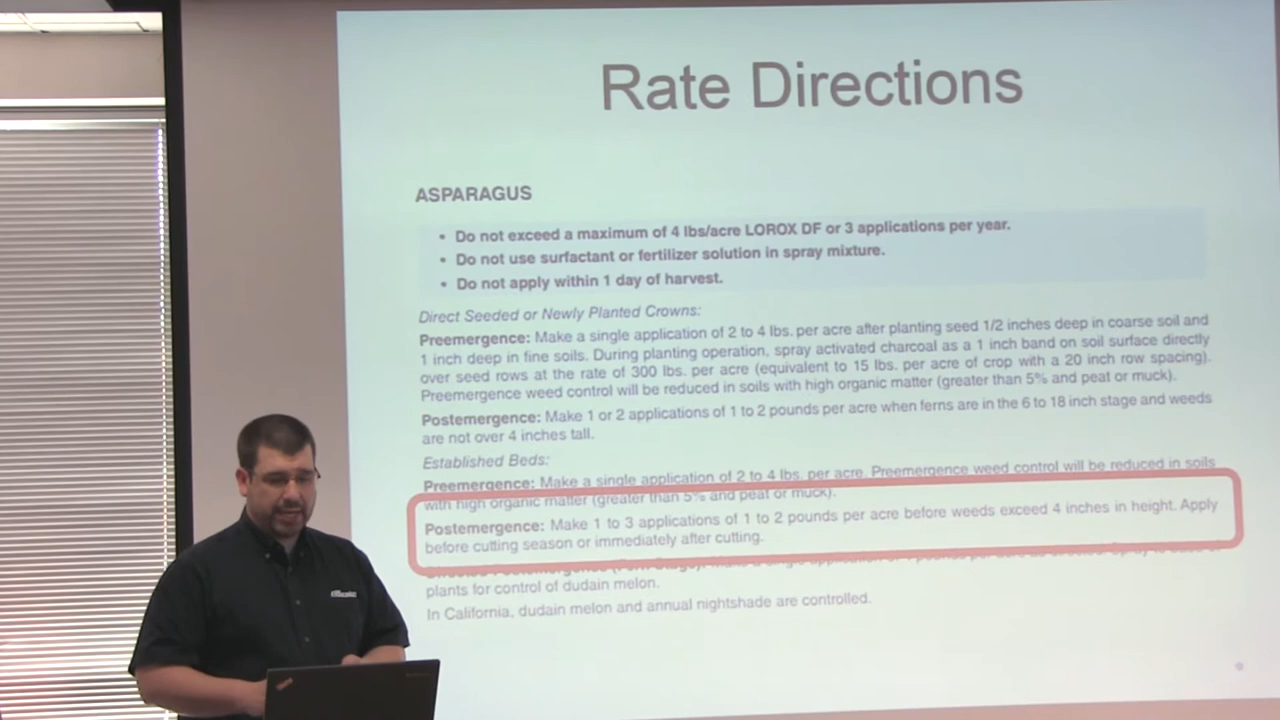 Rate Directions
ASPARAGUS
• Do not exceed a maximum of 4 lbs/acre LOROX DF or 3 applications per year.
• Do not use surfactant or fertilizer solution in spray mixture.
• Do not apply within 1 day of harvest.
Direct Seeded or Newly Planted Crowns:
Preemergence: Make a single application of 2 to 4 lbs. per acre after planting seed 1/2 inches deep in coarse soil and
1 inch deep in fine soils. During planting operation, spray activated charcoal as a 1 inch band on soil surface directly
over seed rows at the rate of 300 lbs. per acre (equivalent to 15 lbs. per acre of crop with a 20 inch row spacing).
Preemergence weed control will be reduced in soils with high organic matter (greater than 5% and peat or muck).
Postemergence: Make 1 or 2 applications of 1 to 2 pounds per acre when ferns are in the 6 to 18 inch stage and weeds
are not over 4 inches tall.
Established Beds:
Preemergence: Make a single application of 2 to 4 lbs. per acre. Preemergence weed control will be reduced in soils
with high organic matter (greater than 5% and peat or muck).
Postemergence: Make 1 to 3 applications of 1 to 2 pounds per acre before weeds exceed 4 inches in height. Apply
before cutting season or immediately after cutting.
plants for control of dudain melon.
In California, dudain melon and annual nightshade are controlled.
ThinkPad